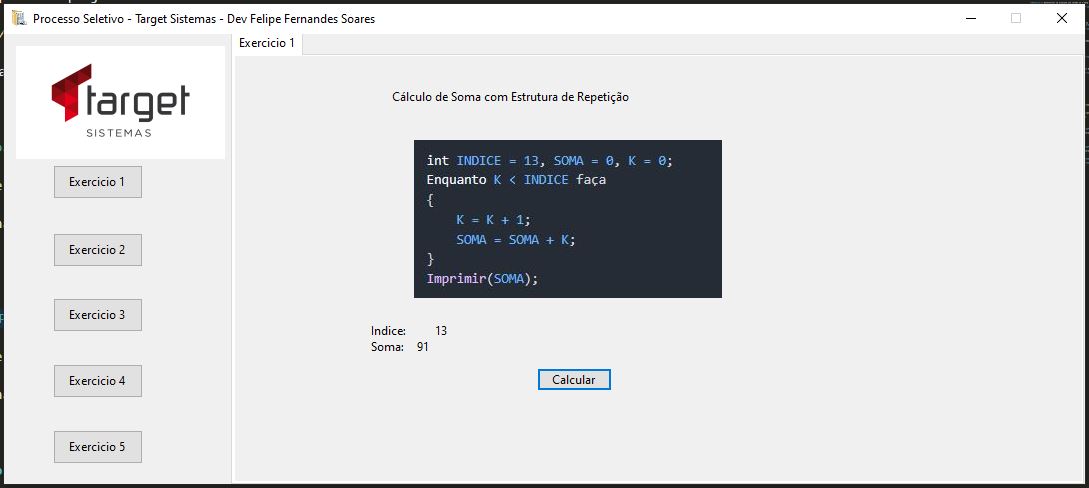 Processo Seletivo - Target Sistemas - Dev Felipe Fernandes Soares
Exercicio 1
target
SISTEMAS
Exercicio 1
Exercicio 2
Exercicio 3
Exercicio 4
Exercicio 5
Cálculo de Soma com Estrutura de Repetição
int INDICE = 13, SOMA = 0, K = 0;
Enquanto K < INDICE faça
{
K = K + 1;
SOMA = SOMA + K;
}
Imprimir(SOMA);
Indice: 13
Soma: 91
Calcular